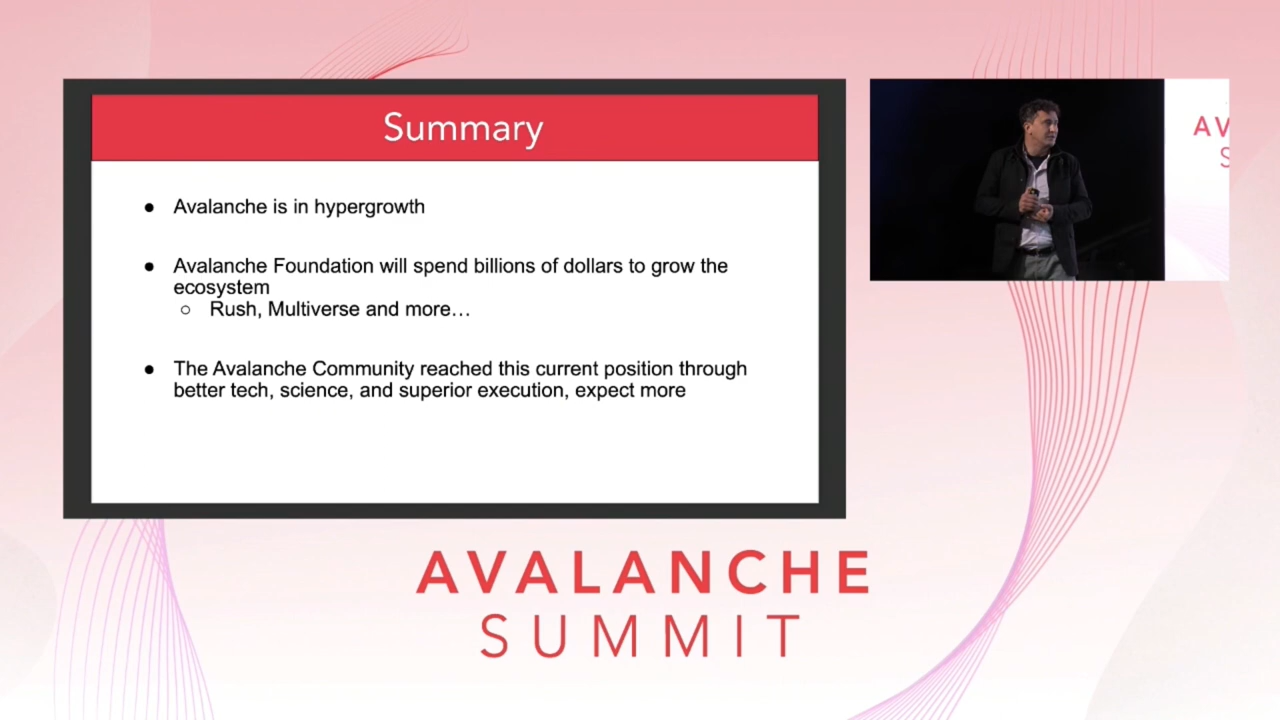 Summary
● Avalanche is in hypergrowth
● Avalanche Foundation will spend billions of dollars to grow the
ecosystem
○ Rush, Multiverse and more…
● The Avalanche Community reached this current position through
better tech, science, and superior execution, expect more
AV
S
AVALANCHE
SUMMIT